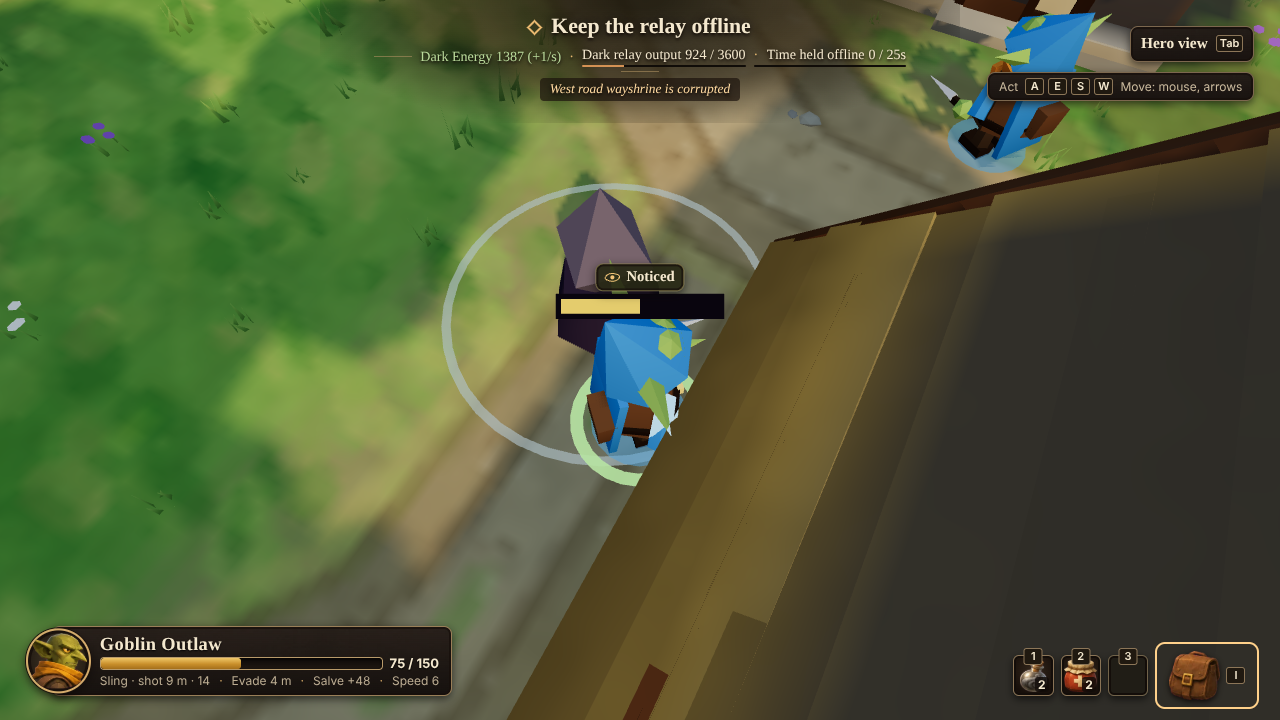 Keep the relay offline
Dark Energy 1387 (+1/s) · Dark relay output 924 / 3600 · Time held offline 0 / 25s
West road wayshrine is corrupted
Hero view Tab
Act A E S W Move: mouse, arrows
Noticed
Goblin Outlaw
75 / 150
Sling · shot 9 m · 14 · Evade 4 m · Salve +48 · Speed 6
1 2 3
2 2
I